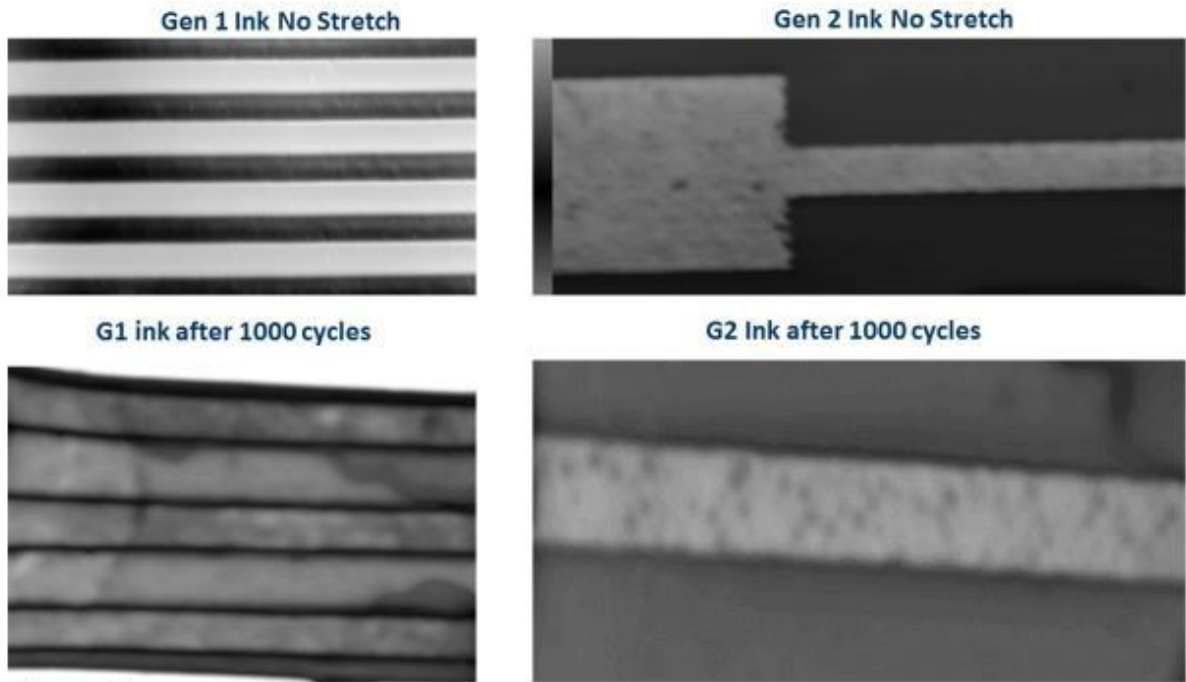 Gen 1 Ink No Stretch
Gen 2 Ink No Stretch
G1 ink after 1000 cycles
G2 Ink after 1000 cycles